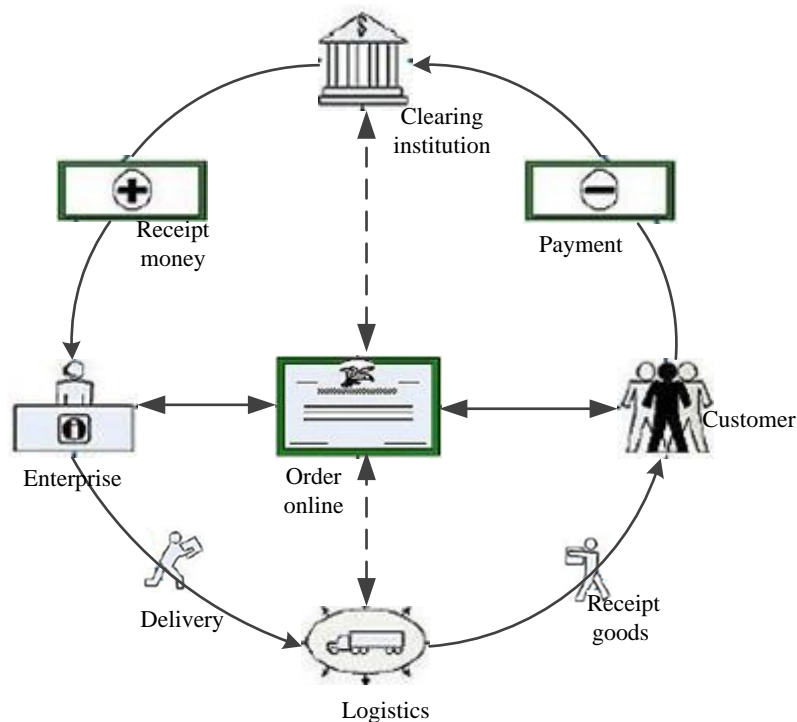 Clearing
institution
Receipt
money
Payment
Customer
Enterprise
Order
online
Delivery
Receipt
goods
Logistics